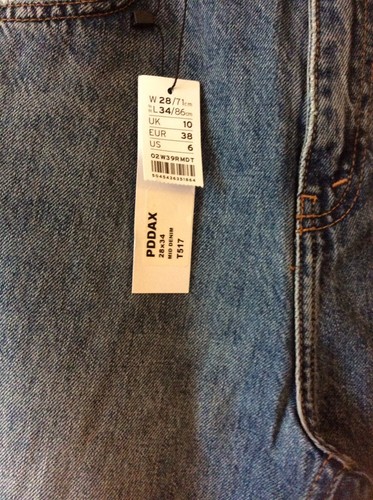 W 28/71cm
L 34/86cm
UK 10
EUR 38
US 6
02W39RMDT
PDDAX
28x34
MID DENIM
T517